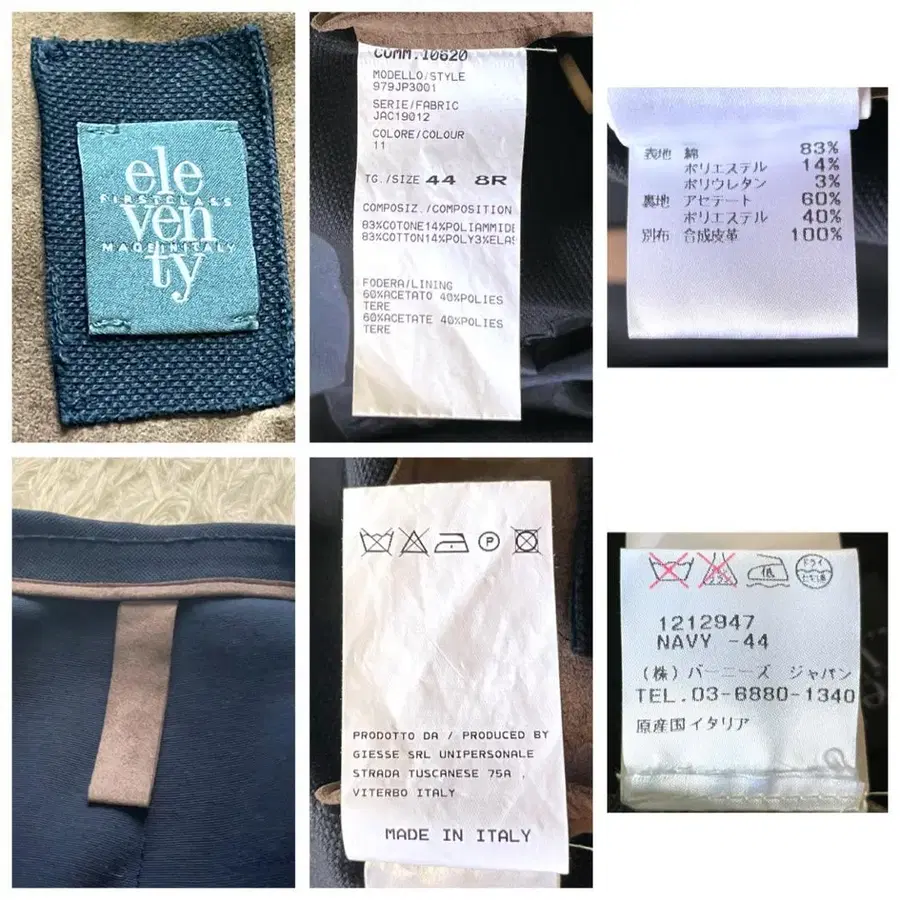 ele
FIRSTCLASS
ven
MADEINITALY
ty
COMM.10620
MODELLO/STYLE
979JP3001
SERIE/FABRIC
JAC19012
COLORE/COLOUR
11
TG./SIZE 44 8R
COMPOSIZ./COMPOSITION
83%COTONE14%POLIAMMIDE
83%COTTON14%POLY3%ELAS
FODERA/LINING
60%ACETATO 40%POLIES
TERE
60%ACETATE 40%POLIES
TERE
表地 綿 83%
ポリエステル 14%
ポリウレタン 3%
裏地 アセテート 60%
ポリエステル 40%
別布 合成皮革 100%
P
PRODOTTO DA / PRODUCED BY
GIESSE SRL UNIPERSONALE
STRADA TUSCANESE 75A ,
VITERBO ITALY
MADE IN ITALY
低 ドライ
1212947
NAVY -44
(株) バーニーズ ジャパン
TEL.03-6880-1340
原産国イタリア